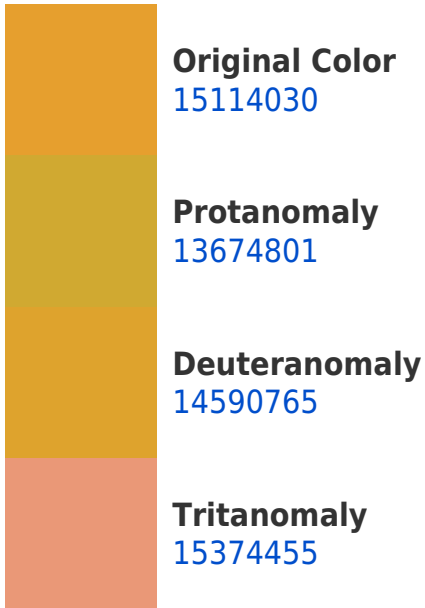 Original Color
15114030
Protanomaly
13674801
Deuteranomaly
14590765
Tritanomaly
15374455